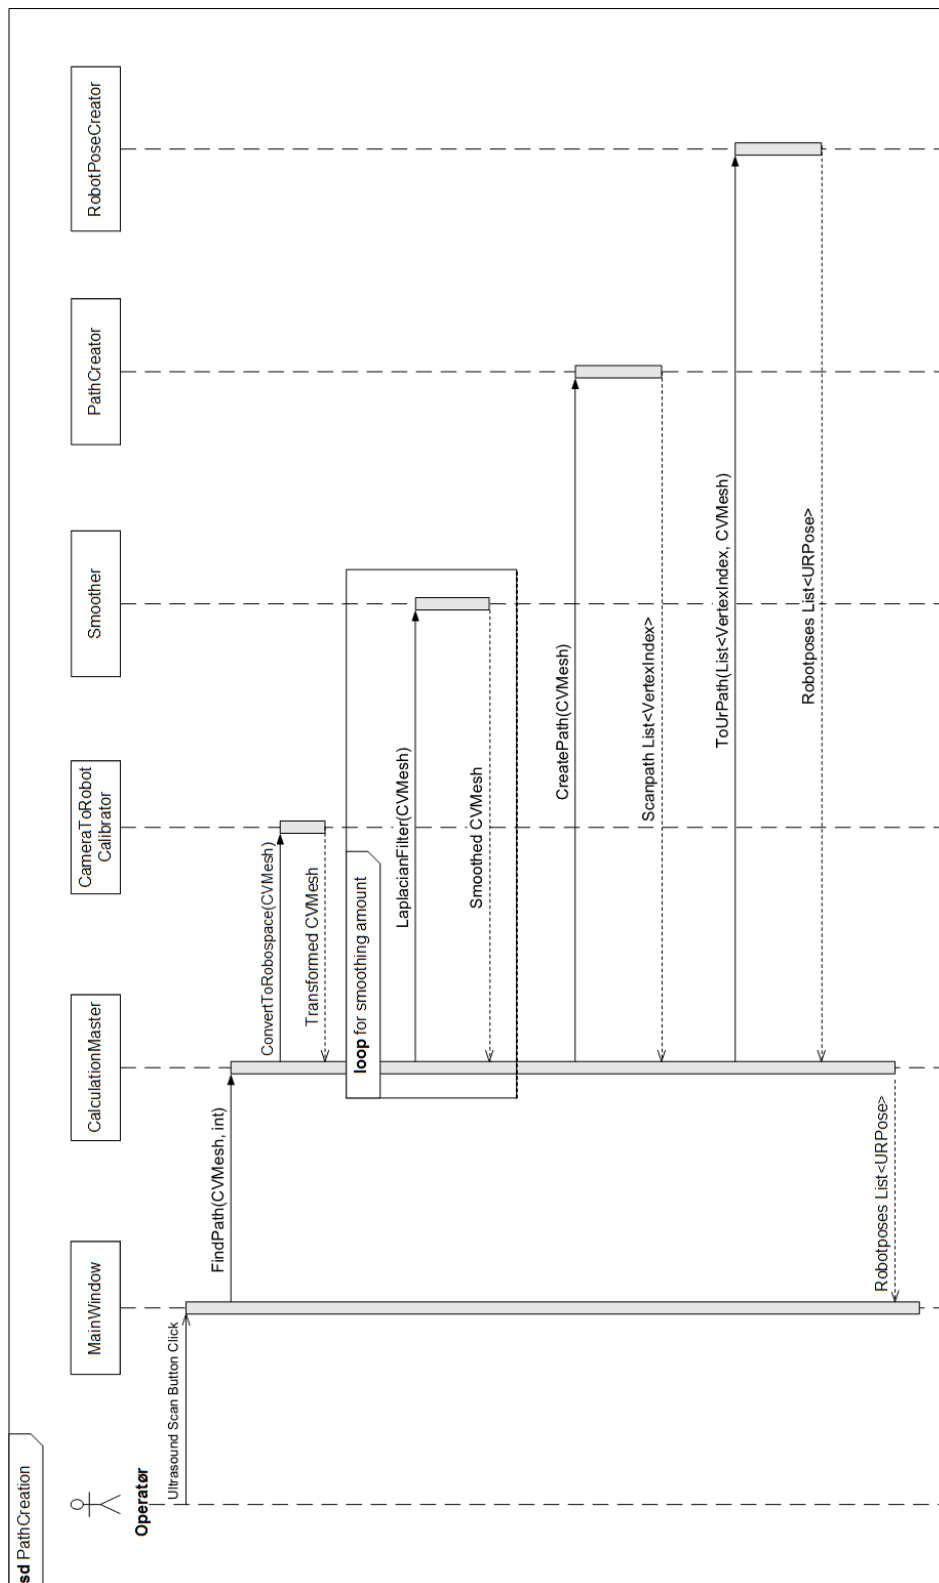 sd PathCreation
Operatør
MainWindow
CalculationMaster
CameraToRobot
Calibrator
Smoother
PathCreator
RobotPoseCreator
Ultrasound Scan Button Click
FindPath(CVMesh, int)
ConvertToRobospace(CVMesh)
Transformed CVMesh
loop for smoothing amount
LaplacianFilter(CVMesh)
Smoothed CVMesh
CreatePath(CVMesh)
Scanpath List<VertexIndex>
ToUrPath(List<VertexIndex, CVMesh)
Robotposes List<URPose>
Robotposes List<URPose>